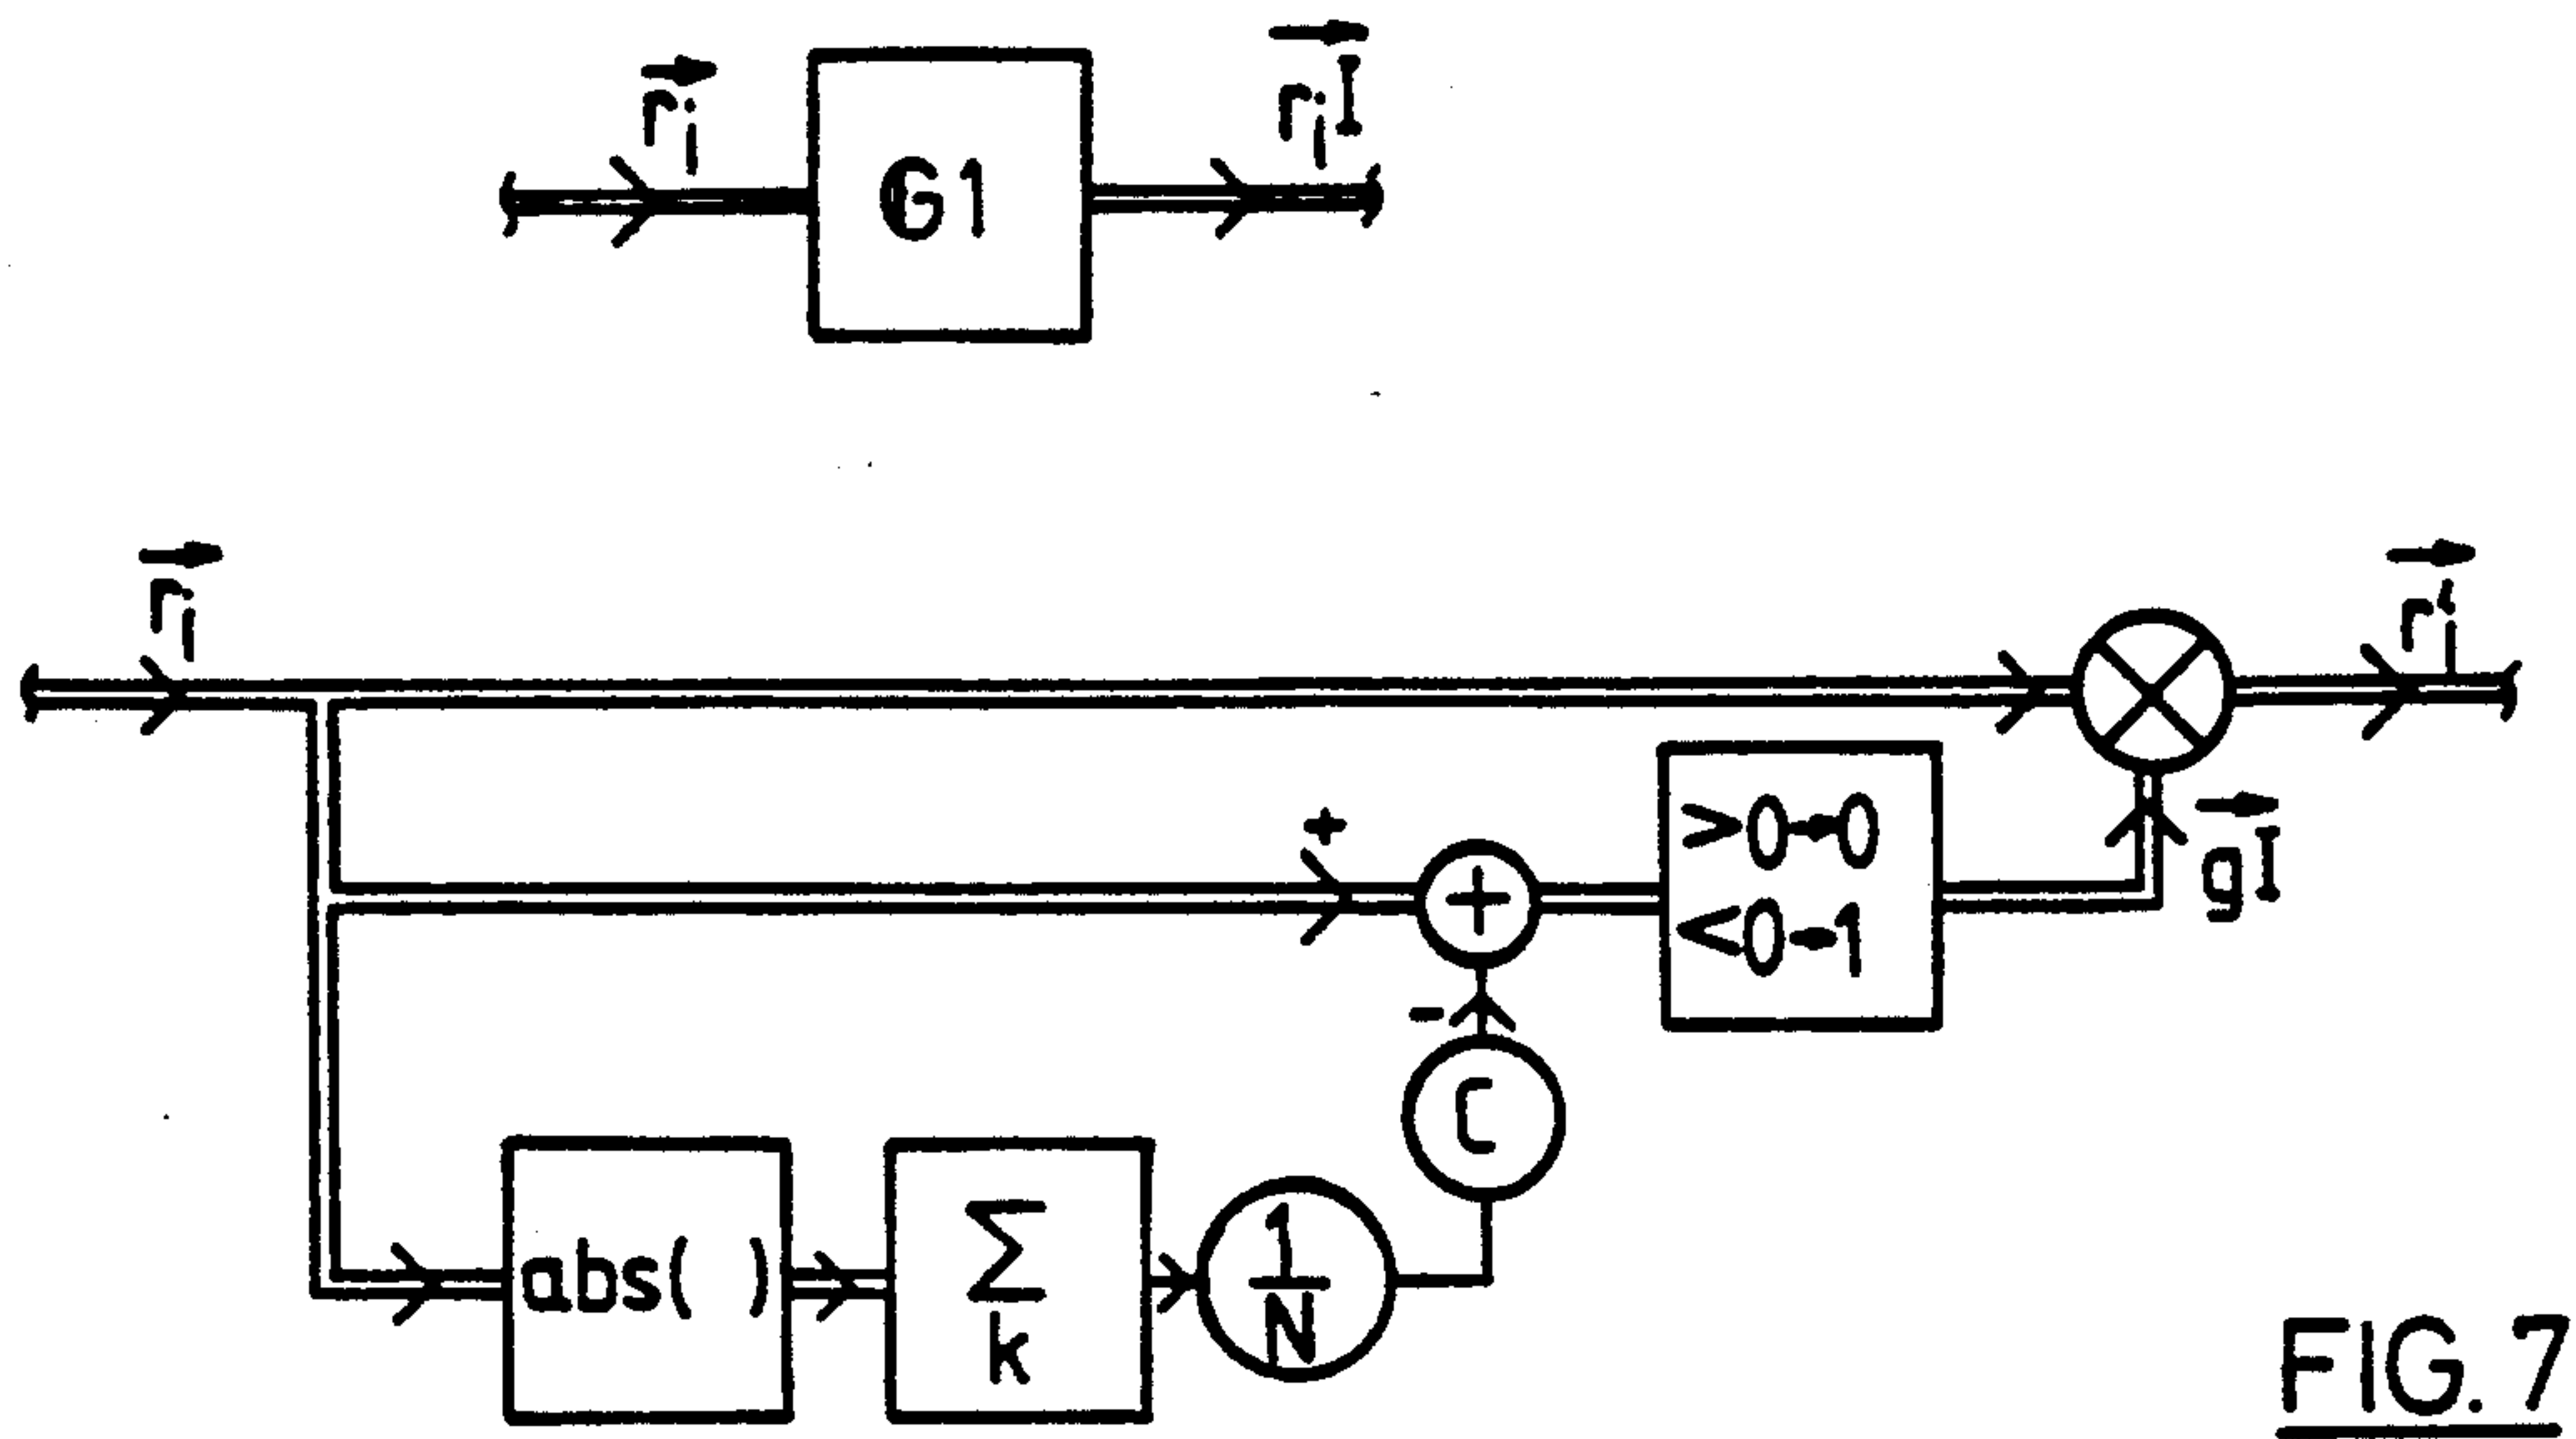 r⃗i
r⃗iI
G1
r⃗i
r⃗'i
+
>0→0
<0→1
g⃗I
+
-
C
abs( )
∑
k
1
N
FIG. 7